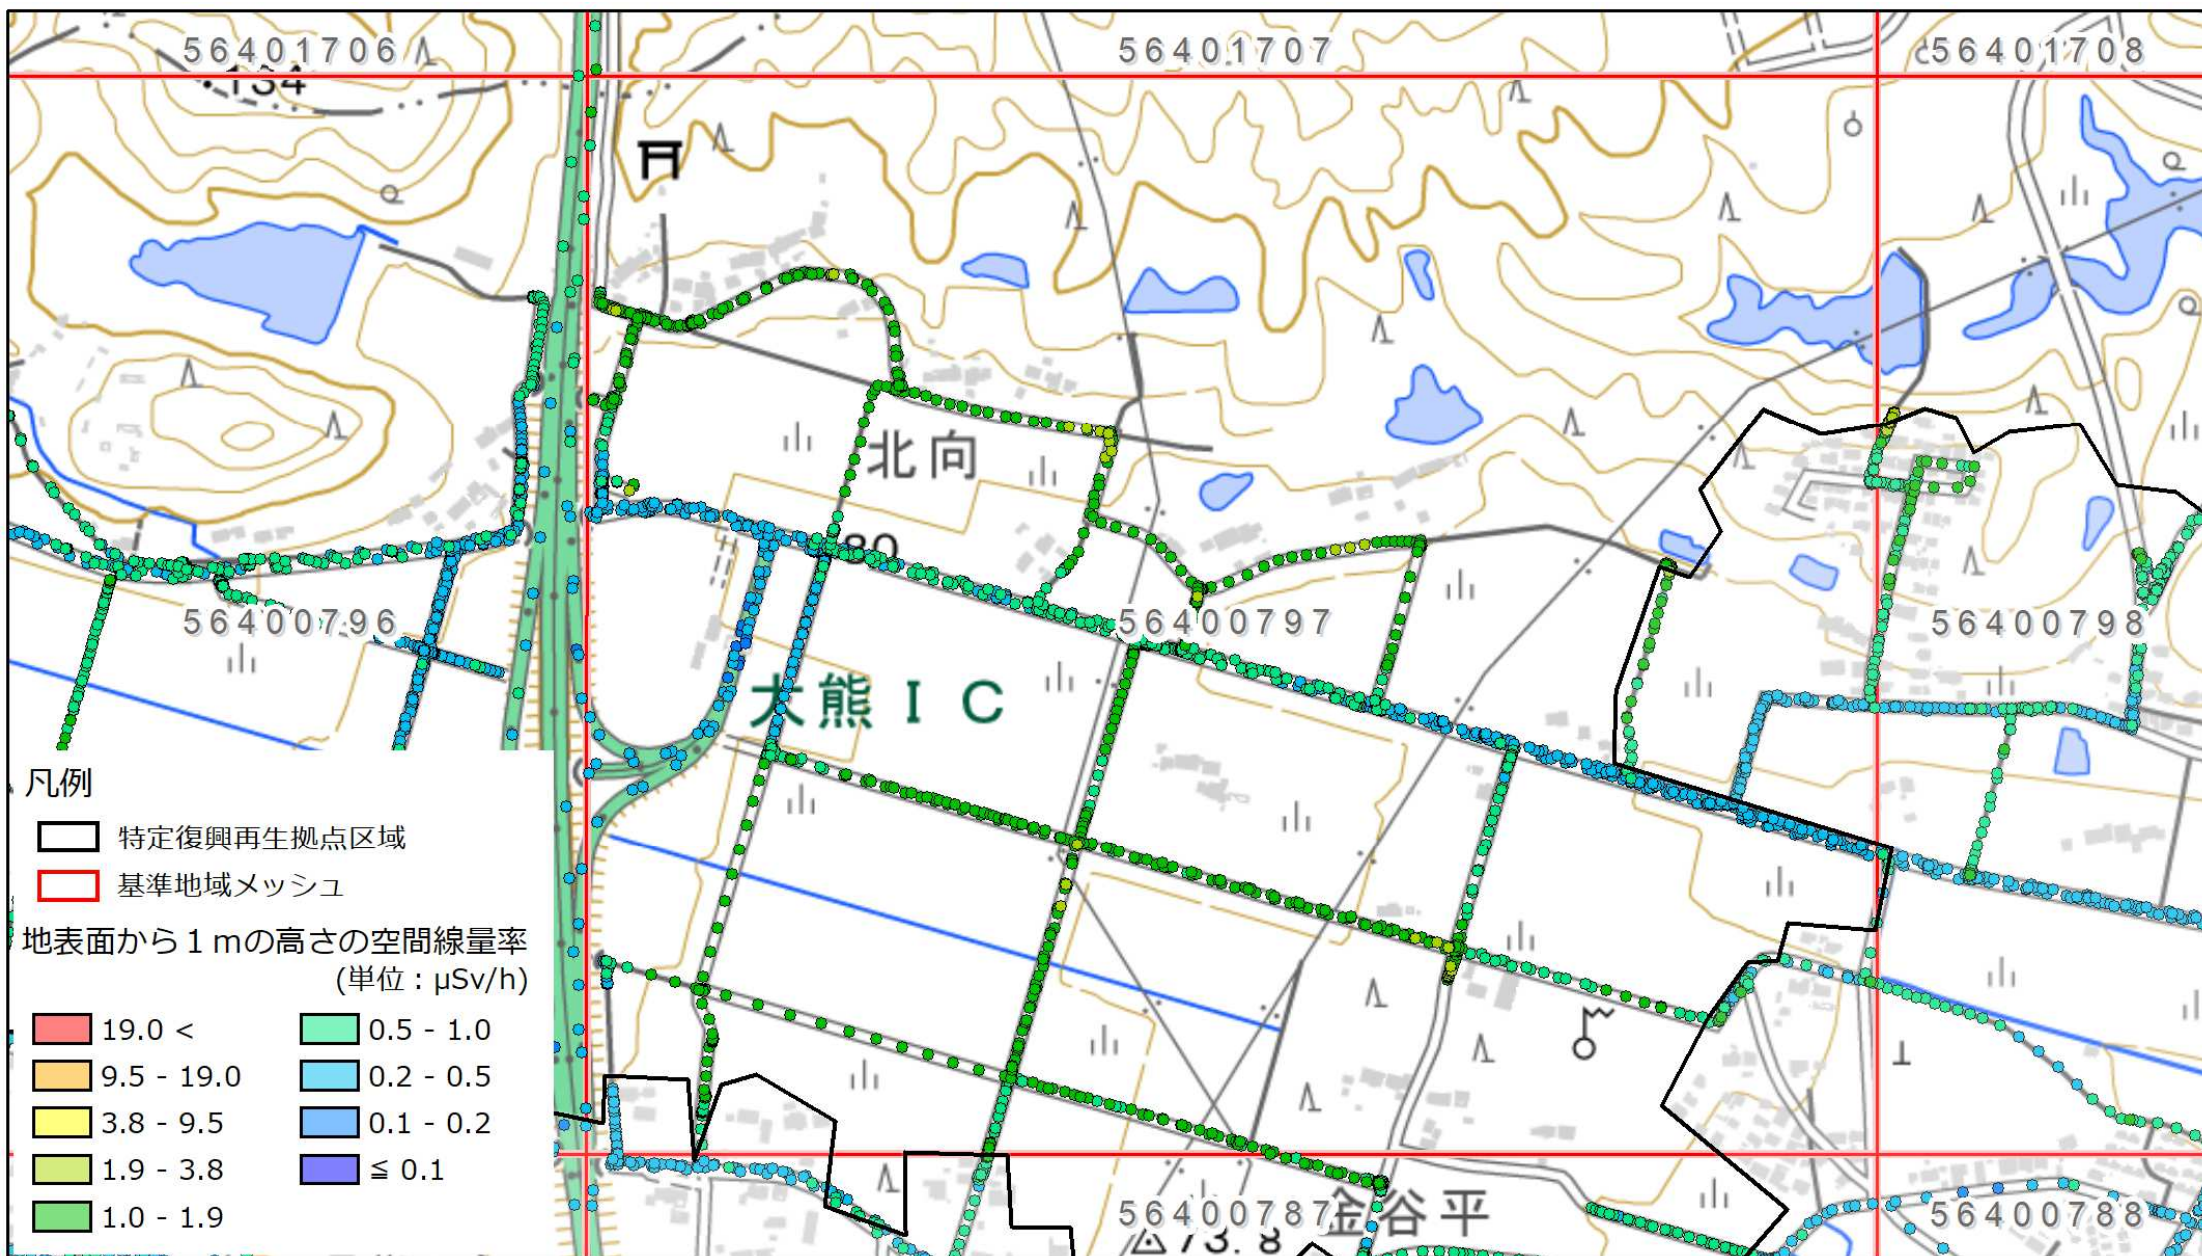 56401706
56401707
56401708
134
北向
80
56400796
56400797
56400798
大熊IC
凡例
特定復興再生拠点区域
基準地域メッシュ
地表面から1mの高さの空間線量率
(単位:μSv/h)
19.0 <
0.5 - 1.0
9.5 - 19.0
0.2 - 0.5
3.8 - 9.5
0.1 - 0.2
1.9 - 3.8
≦ 0.1
1.0 - 1.9
56400787
金谷平
56400788
73.8